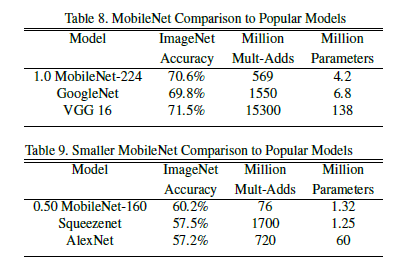 Table 8. MobileNet Comparison to Popular Models
Model ImageNet Million Million
Accuracy Mult-Adds Parameters
1.0 MobileNet-224 70.6% 569 4.2
GoogleNet 69.8% 1550 6.8
VGG 16 71.5% 15300 138
Table 9. Smaller MobileNet Comparison to Popular Models
Model ImageNet Million Million
Accuracy Mult-Adds Parameters
0.50 MobileNet-160 60.2% 76 1.32
Squeezenet 57.5% 1700 1.25
AlexNet 57.2% 720 60